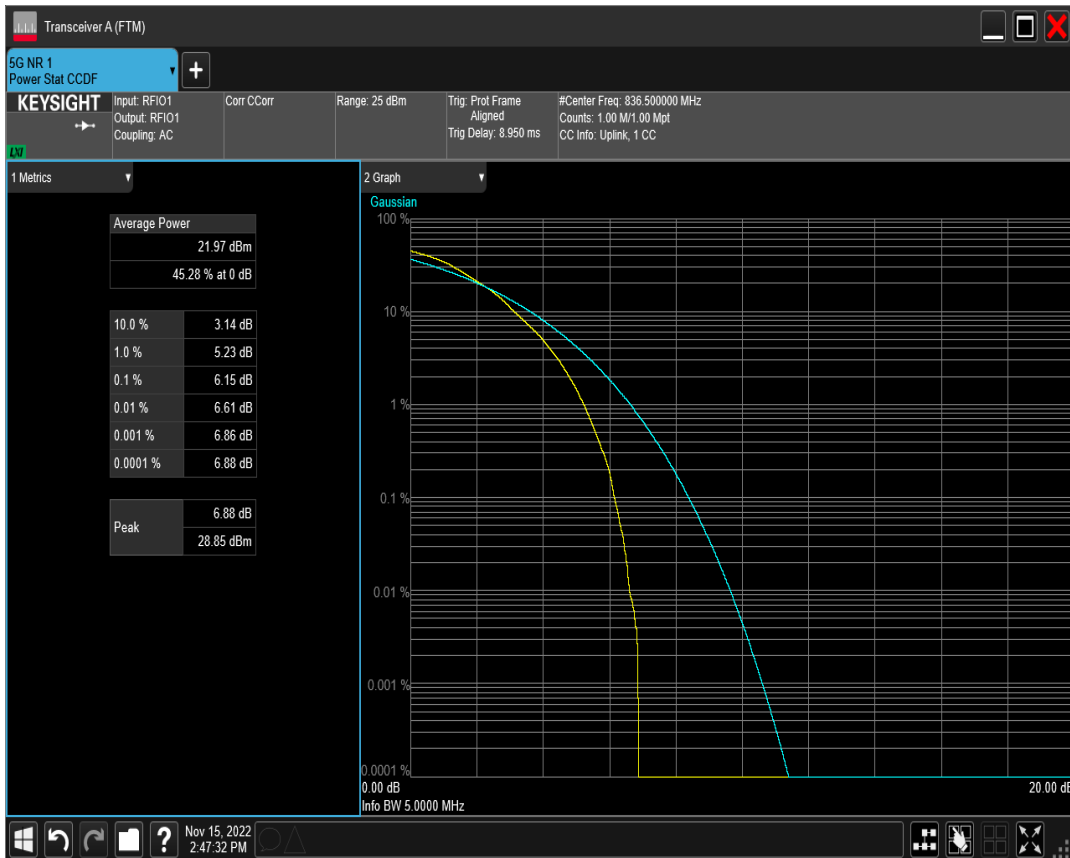 Transceiver A (FTM)
5G NR 1
Power Stat CCDF
+
KEYSIGHT
LXI
Input: RFIO1
Output: RFIO1
Coupling: AC
Corr CCorr
Range: 25 dBm
Trig: Prot Frame
Aligned
Trig Delay: 8.950 ms
#Center Freq: 836.500000 MHz
Counts: 1.00 M/1.00 Mpt
CC Info: Uplink, 1 CC
1 Metrics
Average Power
21.97 dBm
45.28 % at 0 dB
10.0 % 3.14 dB
1.0 % 5.23 dB
0.1 % 6.15 dB
0.01 % 6.61 dB
0.001 % 6.86 dB
0.0001 % 6.88 dB
Peak
6.88 dB
28.85 dBm
2 Graph
Gaussian
100 %
10 %
1 %
0.1 %
0.01 %
0.001 %
0.0001 %
0.00 dB 20.00 dB
Info BW 5.0000 MHz
?
Nov 15, 2022
2:47:32 PM